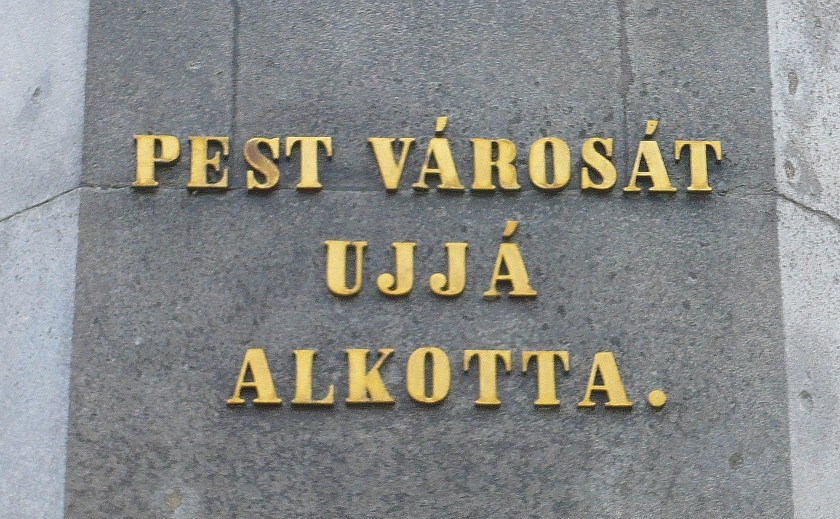 PEST VÁROSÁT
UJJÁ
ALKOTTA.